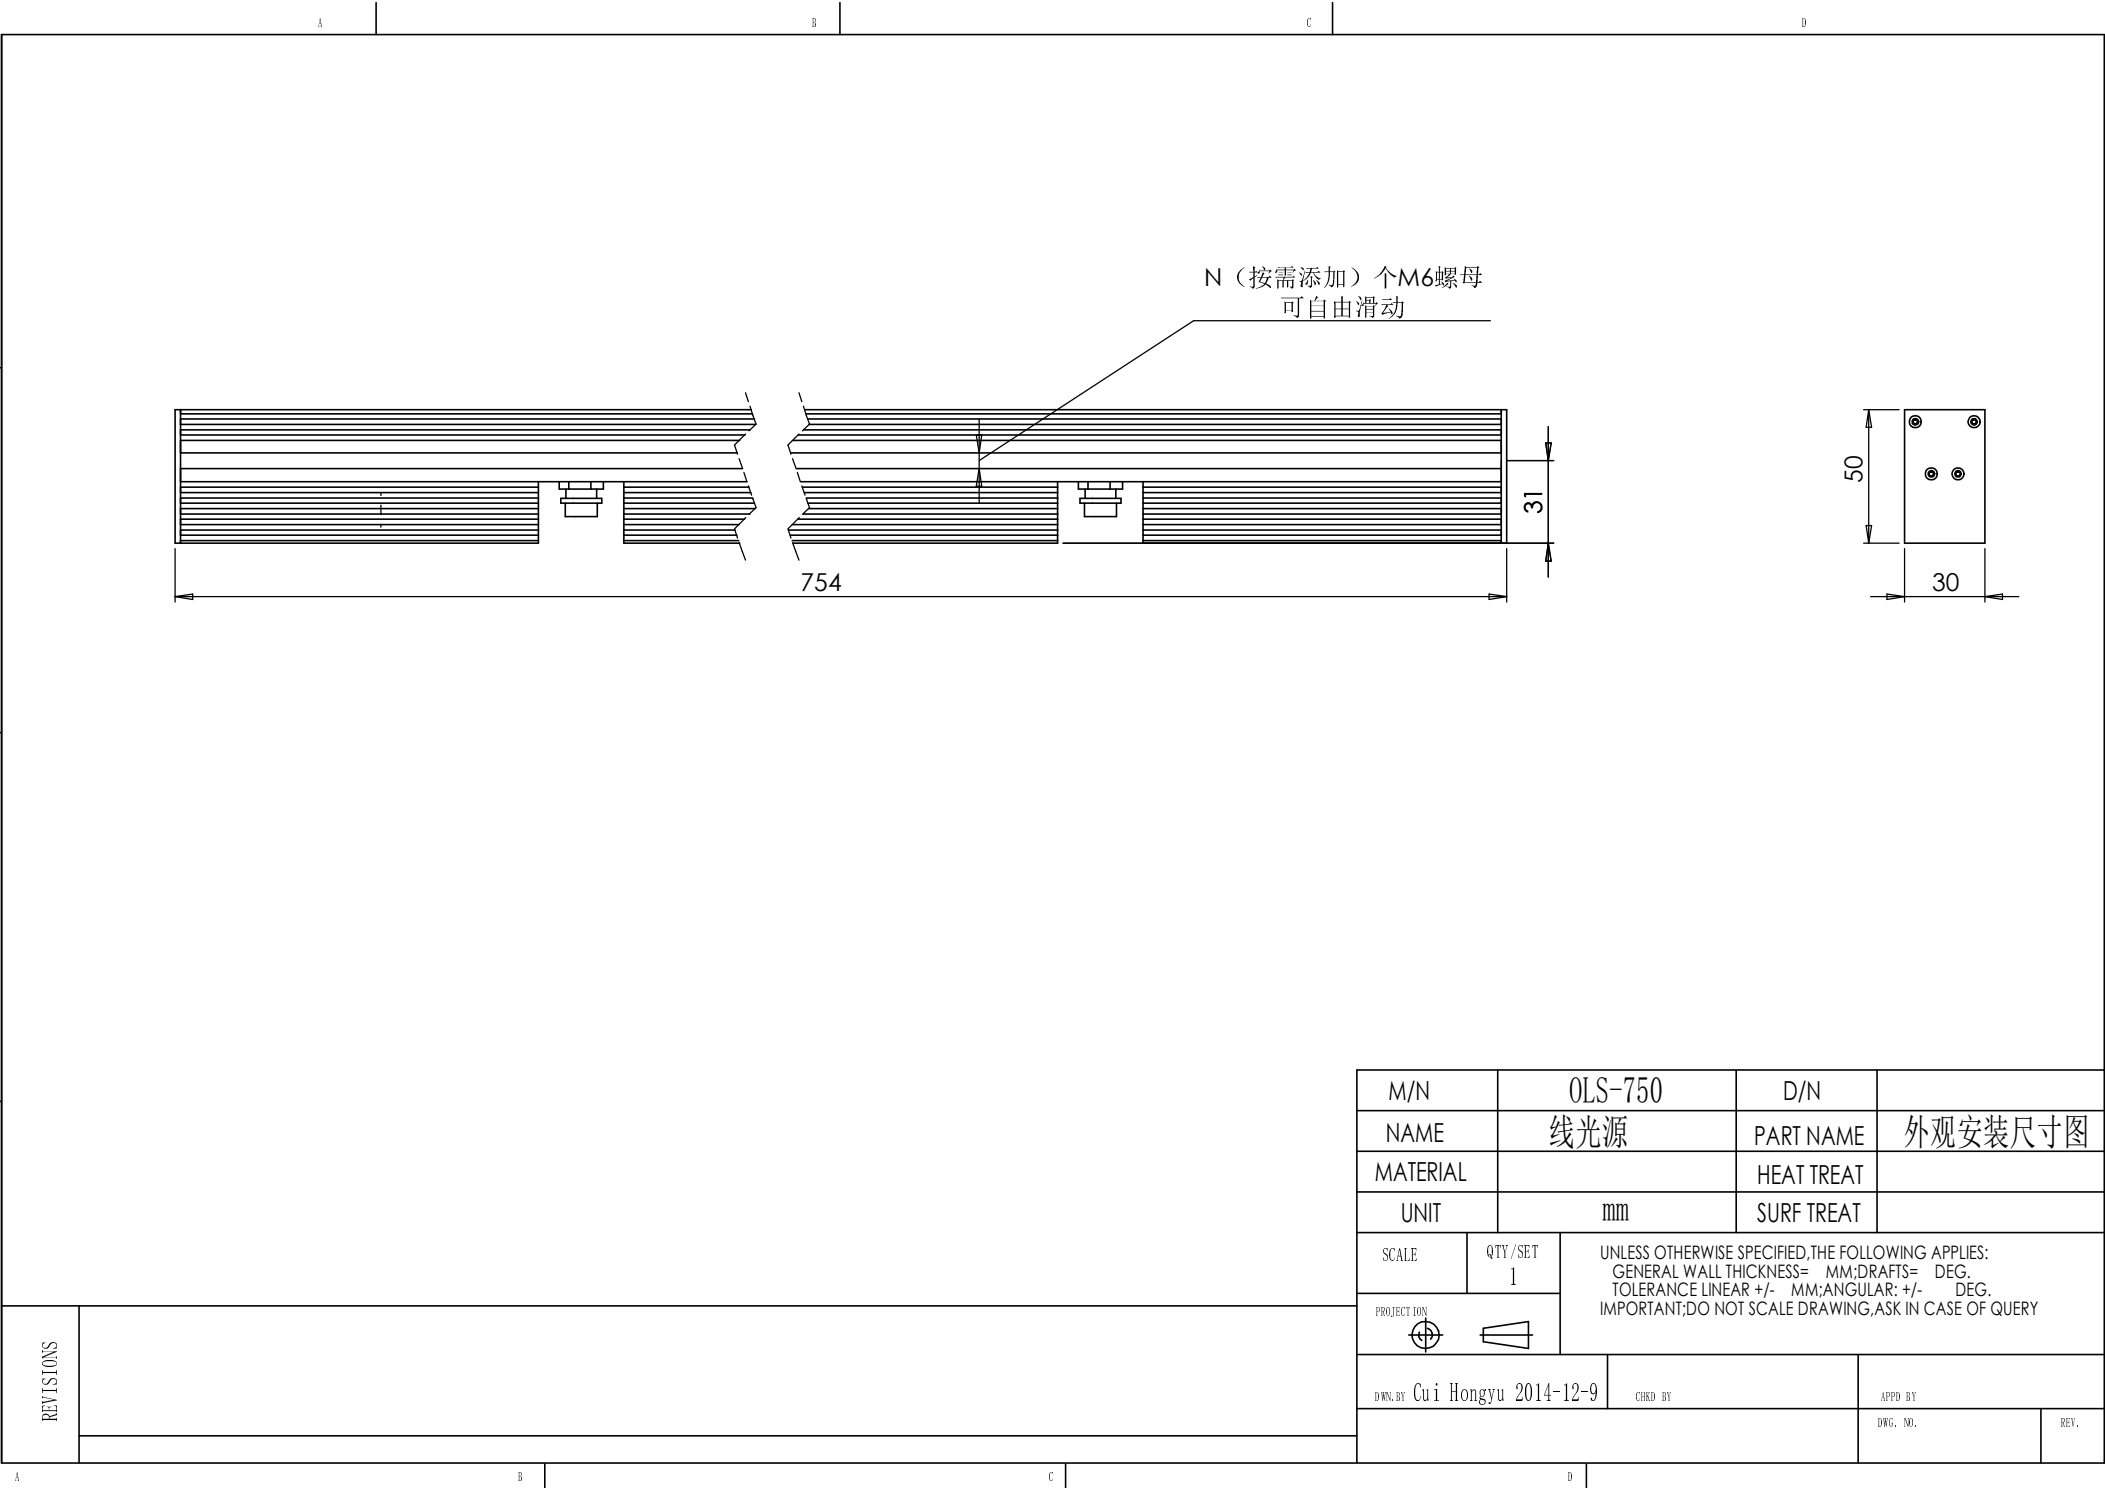 A B C D
N（按需添加）个M6螺母
可自由滑动
50
31
754
30
M/N OLS-750 D/N
NAME 线光源 PART NAME 外观安装尺寸图
MATERIAL HEAT TREAT
UNIT mm SURF TREAT
SCALE QTY/SET
1
UNLESS OTHERWISE SPECIFIED,THE FOLLOWING APPLIES:
GENERAL WALL THICKNESS= MM;DRAFTS= DEG.
TOLERANCE LINEAR +/- MM;ANGULAR: +/- DEG.
IMPORTANT;DO NOT SCALE DRAWING,ASK IN CASE OF QUERY
PROJECTION
REVISIONS
DWN.BY Cui Hongyu 2014-12-9 CHKD BY APPD BY
DWG. NO. REV.
A B C D